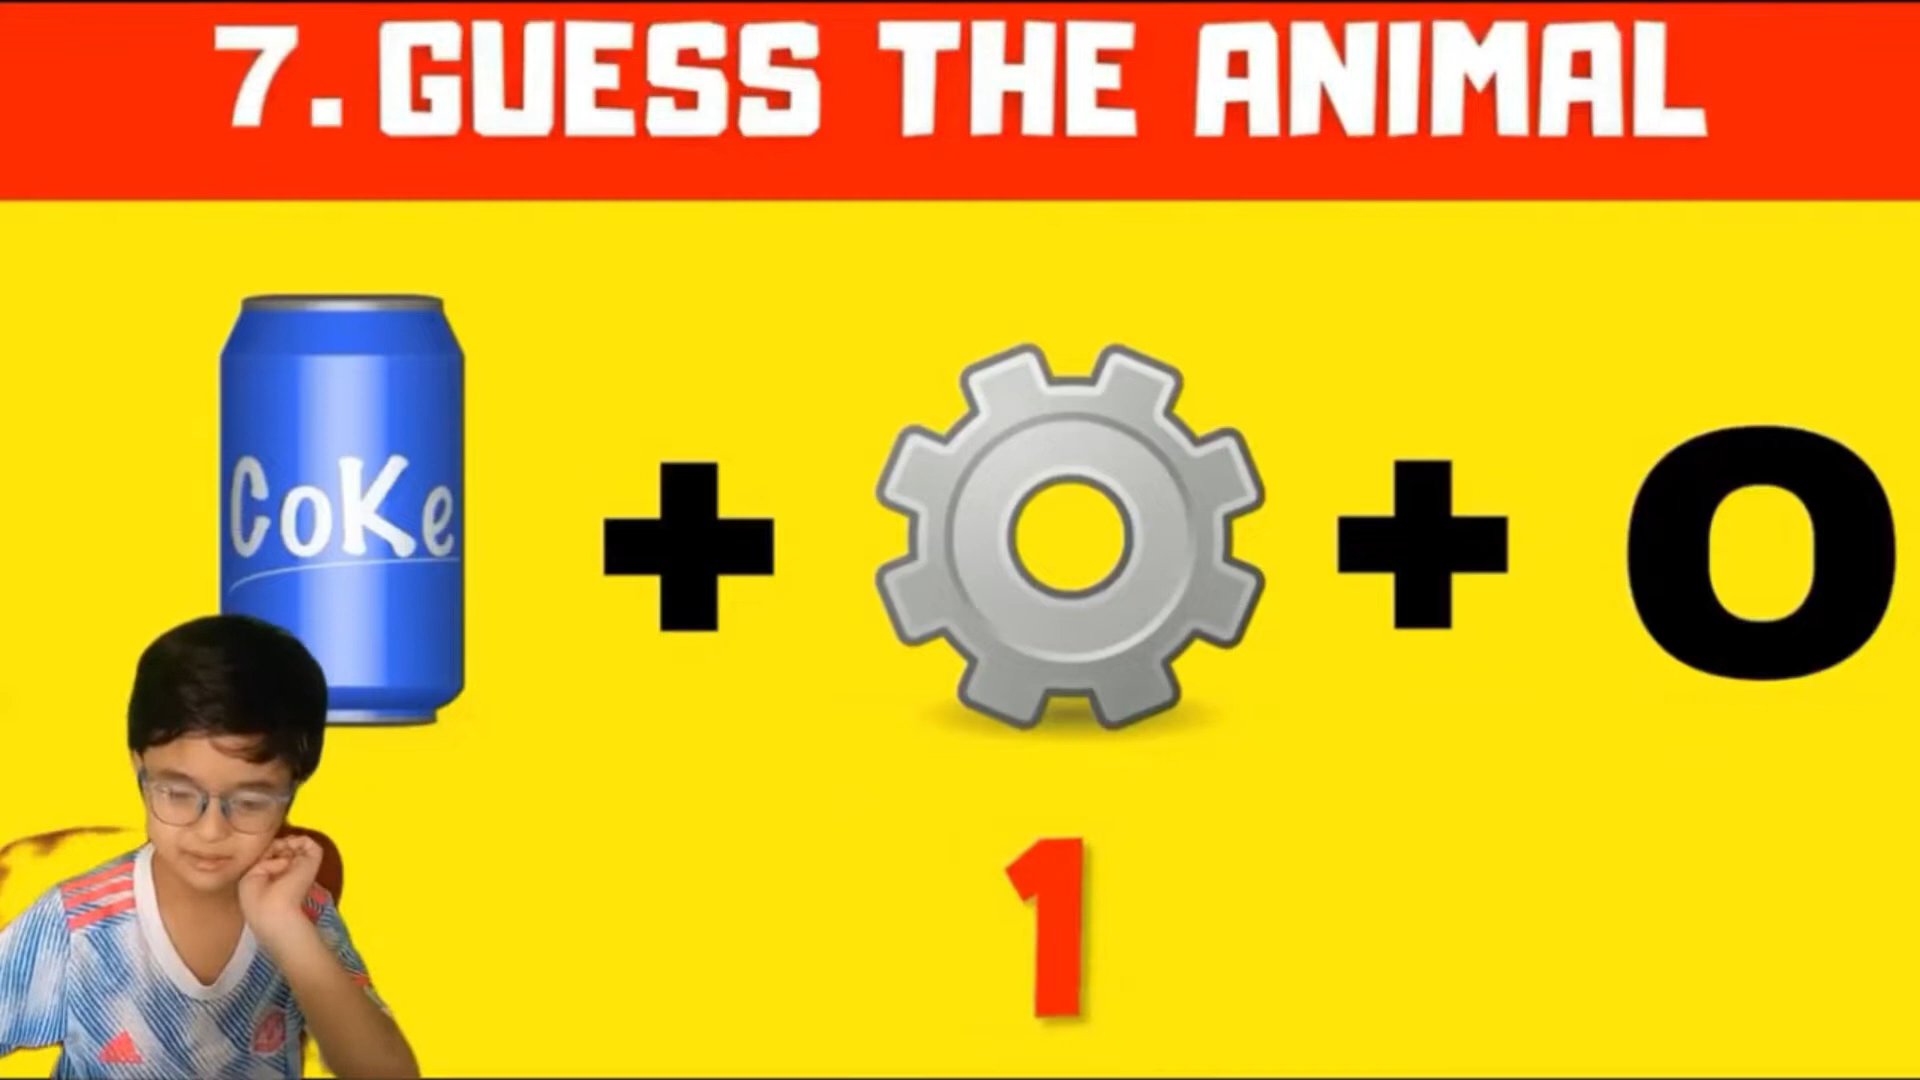 7. GUESS THE ANIMAL
CoKe
+ + O
1